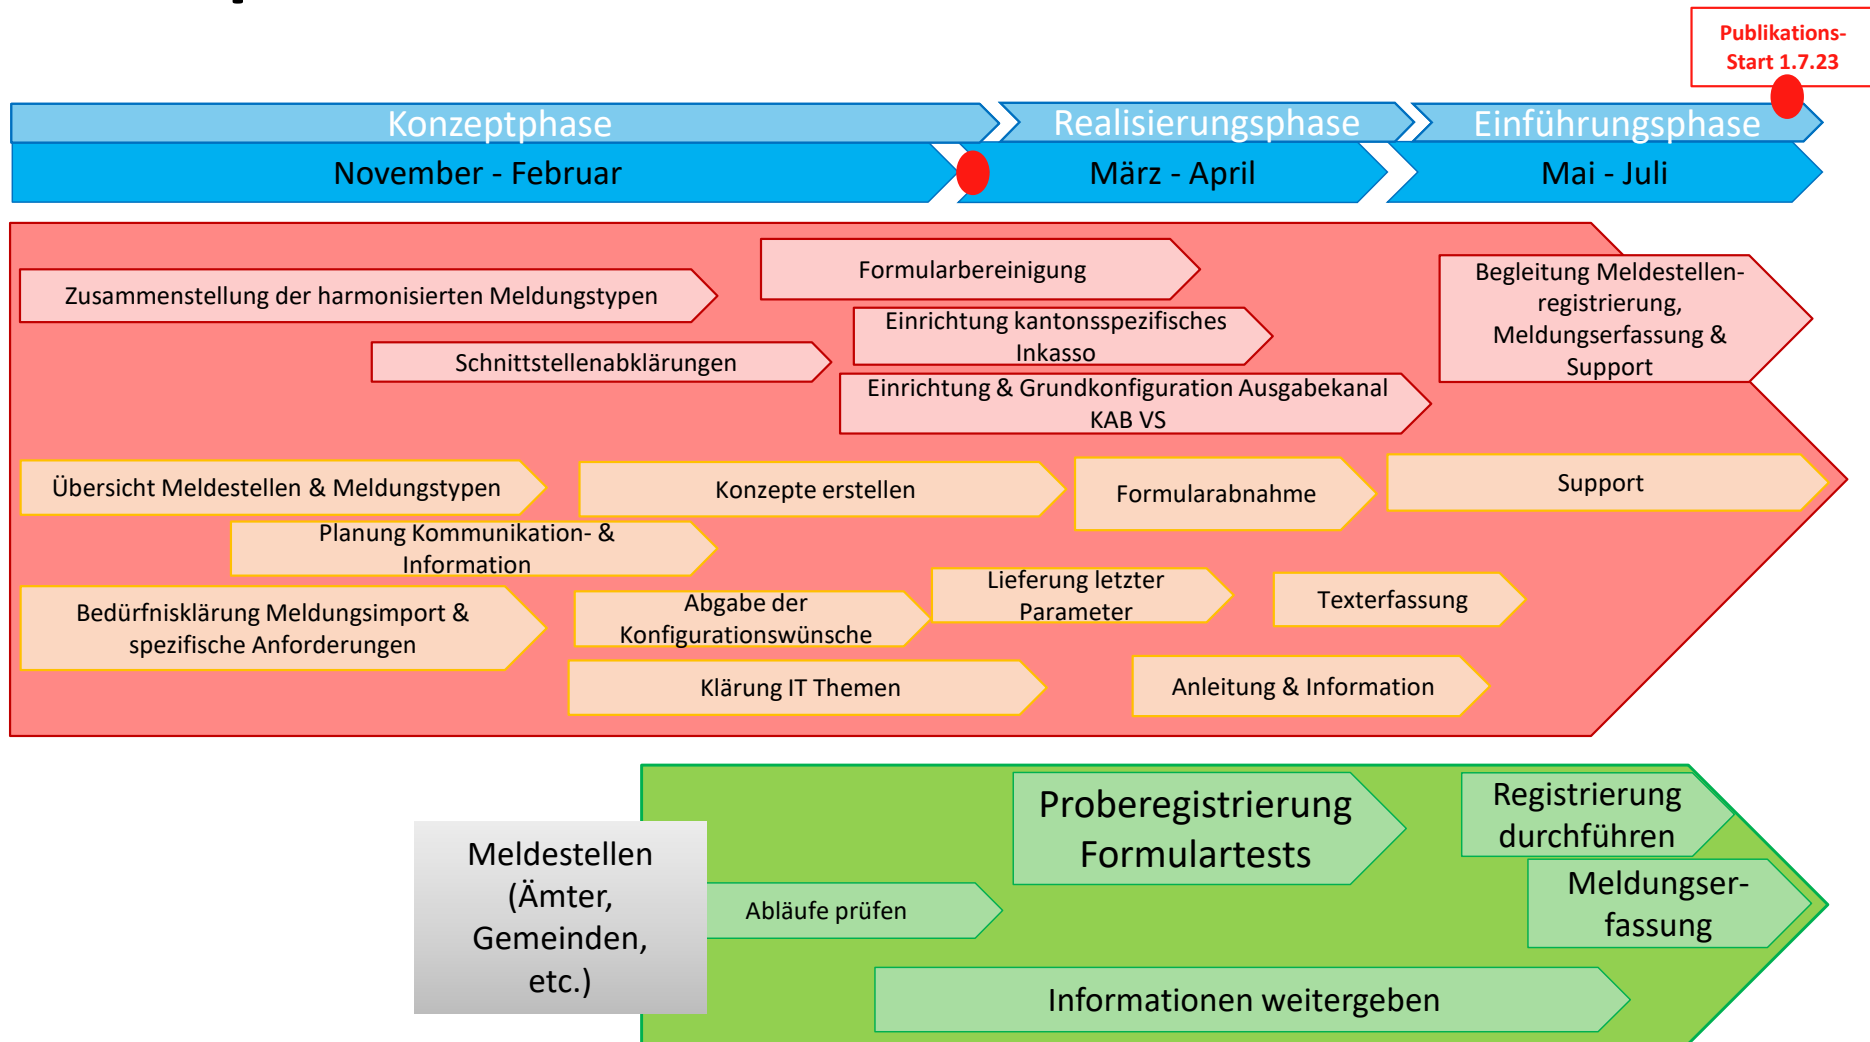 Publikations-
Start 1.7.23
Konzeptphase
Realisierungsphase
Einführungsphase
November - Februar
März - April
Mai - Juli
Zusammenstellung der harmonisierten Meldungstypen
Formularbereinigung
Einrichtung kantonsspezifisches
Inkasso
Schnittstellenabklärungen
Einrichtung & Grundkonfiguration Ausgabekanal
KAB VS
Begleitung Meldestellen-
registrierung,
Meldungserfassung &
Support
Übersicht Meldestellen & Meldungstypen
Konzepte erstellen
Formularabnahme
Support
Planung Kommunikation- &
Information
Bedürfnisklärung Meldungsimport &
spezifische Anforderungen
Abgabe der
Konfigurationswünsche
Lieferung letzter
Parameter
Texterfassung
Klärung IT Themen
Anleitung & Information
Meldestellen
(Ämter,
Gemeinden,
etc.)
Proberegistrierung
Formulartests
Registrierung
durchführen
Abläufe prüfen
Meldungser-
fassung
Informationen weitergeben